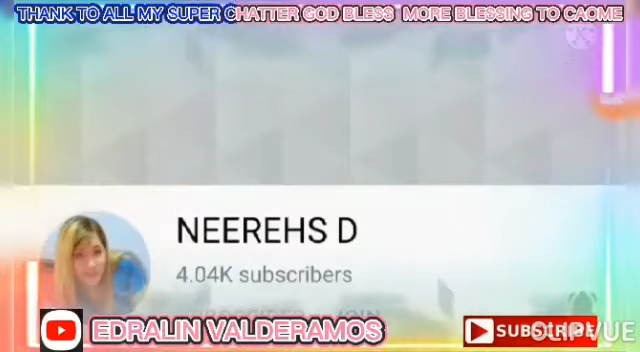 THANK TO ALL MY SUPER CHATTER GOD BLESS MORE BLESSING TO CAOME
NEEREHS D
4.04K subscribers
EDRALIN VALDERAMOS
SUBSCRIBE
CLIPVUE